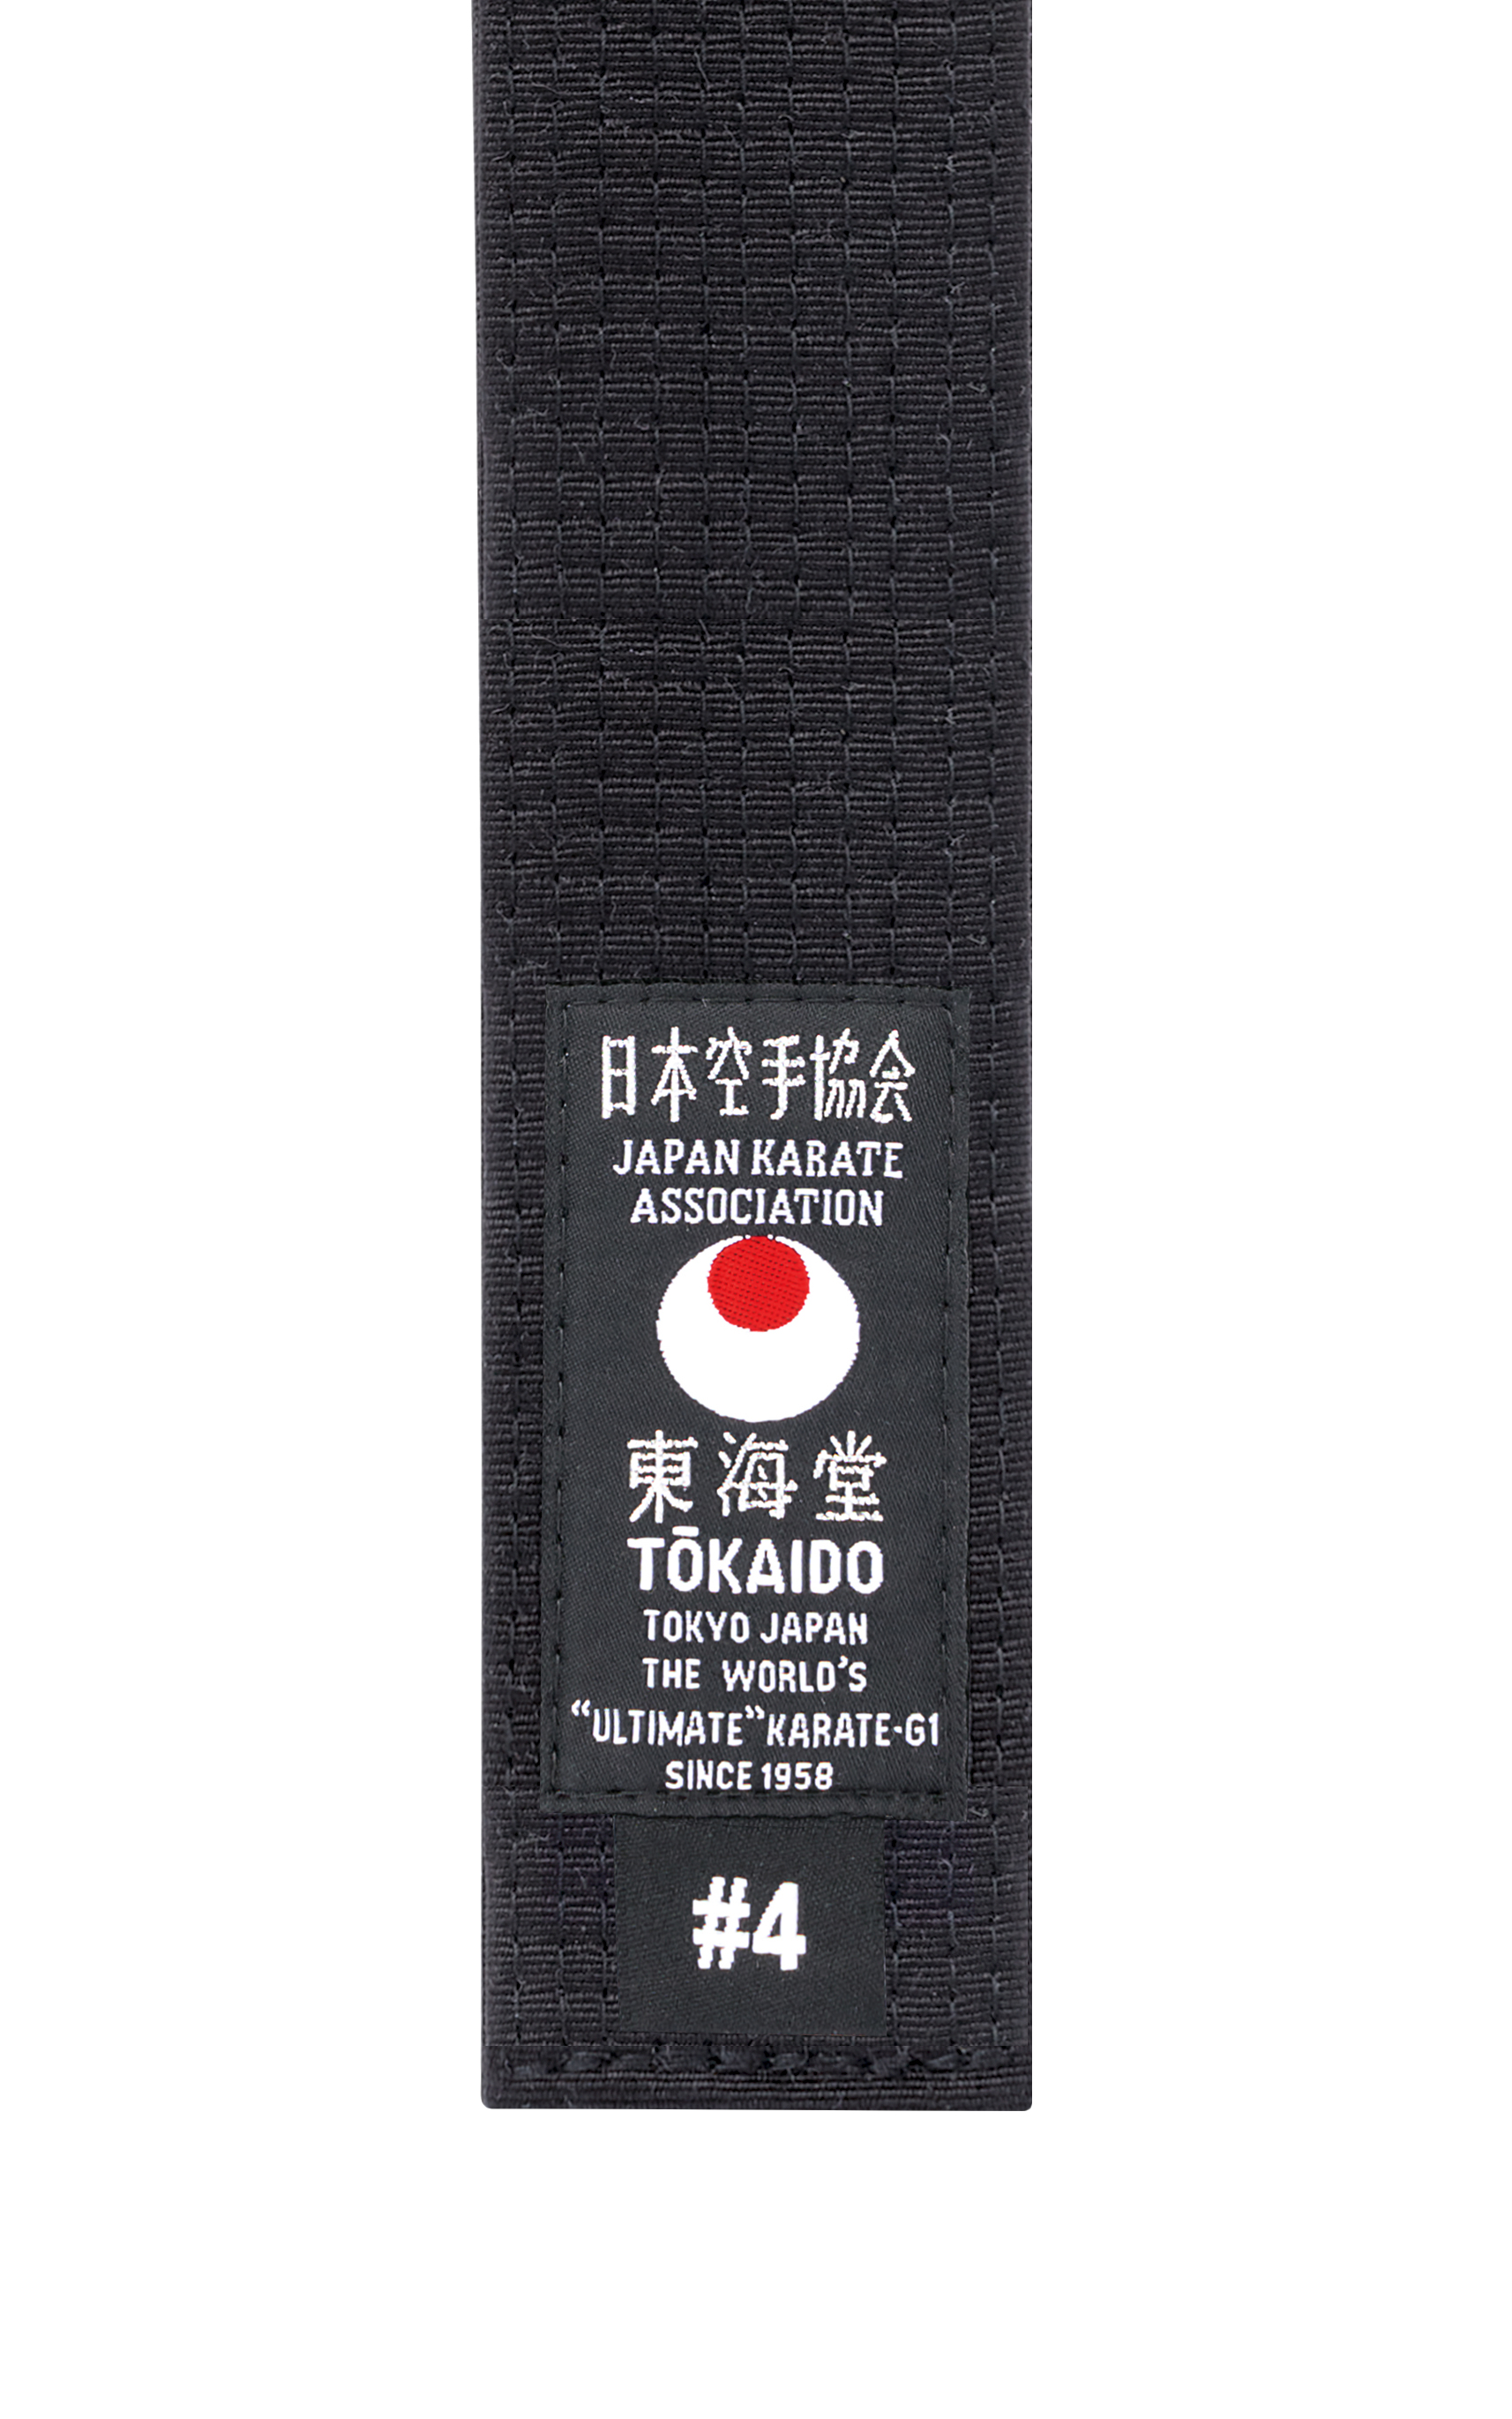 日本空手協会
JAPAN KARATE
ASSOCIATION
東海堂
TŌKAIDO
TOKYO JAPAN
THE WORLD'S
“ULTIMATE”KARATE-G1
SINCE 1958
#4